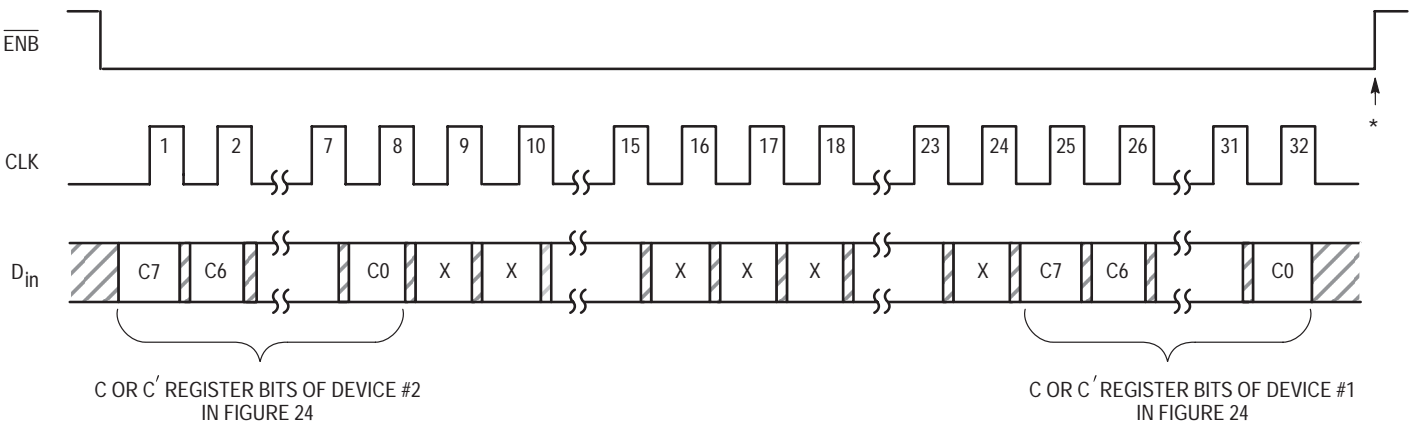 ENB
*
CLK 1 2 7 8 9 10 15 16 17 18 23 24 25 26 31 32
Din C7 C6 C0 X X X X X X C7 C6 C0
C OR C′ REGISTER BITS OF DEVICE #2
IN FIGURE 24
C OR C′ REGISTER BITS OF DEVICE #1
IN FIGURE 24